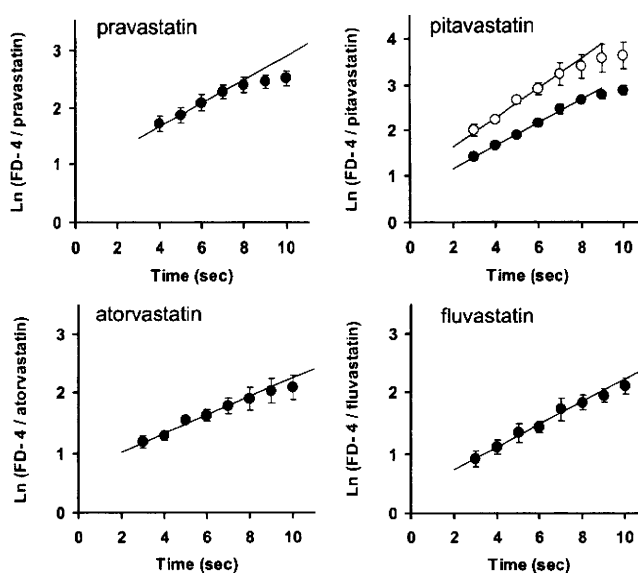 pravastatin
3
2
1
0
Ln (FD- 4 / pravastatin)
0 2 4 6 8 10
Time (sec)
pitavastatin
4
3
2
1
0
Ln (FD- 4 / pitavastatin)
0 2 4 6 8 10
Time (sec)
atorvastatin
3
2
1
0
Ln (FD- 4 / atorvastatin)
0 2 4 6 8 10
Time (sec)
fluvastatin
3
2
1
0
Ln (FD- 4 / fluvastatin)
0 2 4 6 8 10
Time (sec)